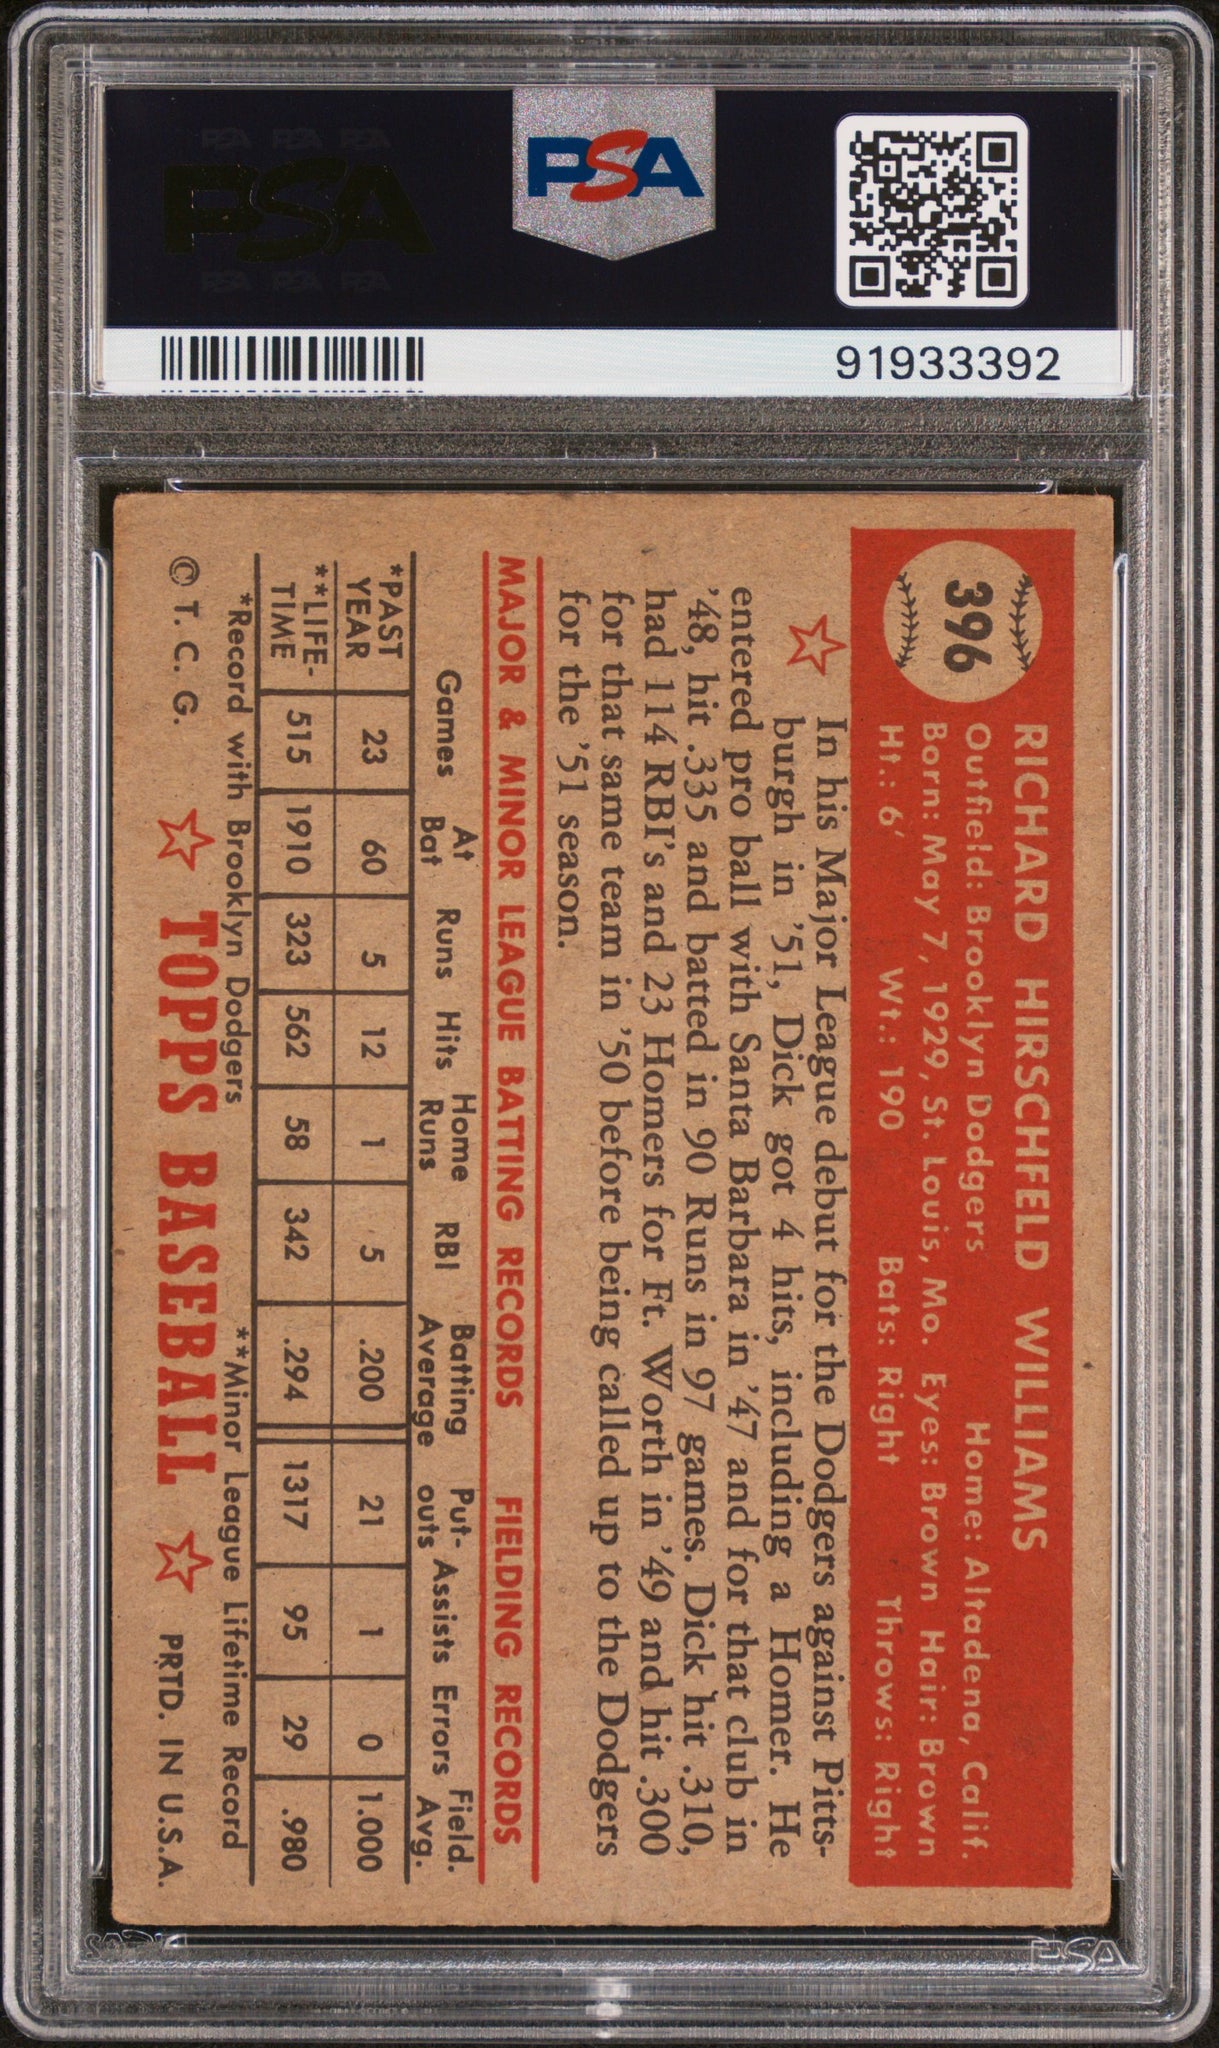 PSA PSA PSA
PSA
PSA PSA PSA
PSA
91933392
396
RICHARD HIRSCHFELD WILLIAMS
Outfield: Brooklyn Dodgers Home: Altadena, Calif.
Born: May 7, 1929, St. Louis, Mo. Eyes: Brown Hair: Brown
Ht.: 6' Wt.: 190 Bats: Right Throws: Right
In his Major League debut for the Dodgers against Pitts-
burgh in '51, Dick got 4 hits, including a Homer. He
entered pro ball with Santa Barbara in '47 and for that club in
'48, hit .335 and batted in 90 Runs in 97 games. Dick hit .310,
had 114 RBI's and 23 Homers for Ft. Worth in '49 and hit .300
for that same team in '50 before being called up to the Dodgers
for the '51 season.
MAJOR & MINOR LEAGUE BATTING RECORDS FIELDING RECORDS
Games At Bat Runs Hits Home Runs RBI Batting Average Put-outs Assists Errors Field. Avg.
*PAST YEAR 23 60 5 12 1 5 .200 21 1 0 1.000
**LIFE-TIME 515 1910 323 562 58 342 .294 1317 95 29 .980
*Record with Brooklyn Dodgers **Minor League Lifetime Record
© T. C. G. TOPPS BASEBALL PRTD. IN U.S.A.
PSA